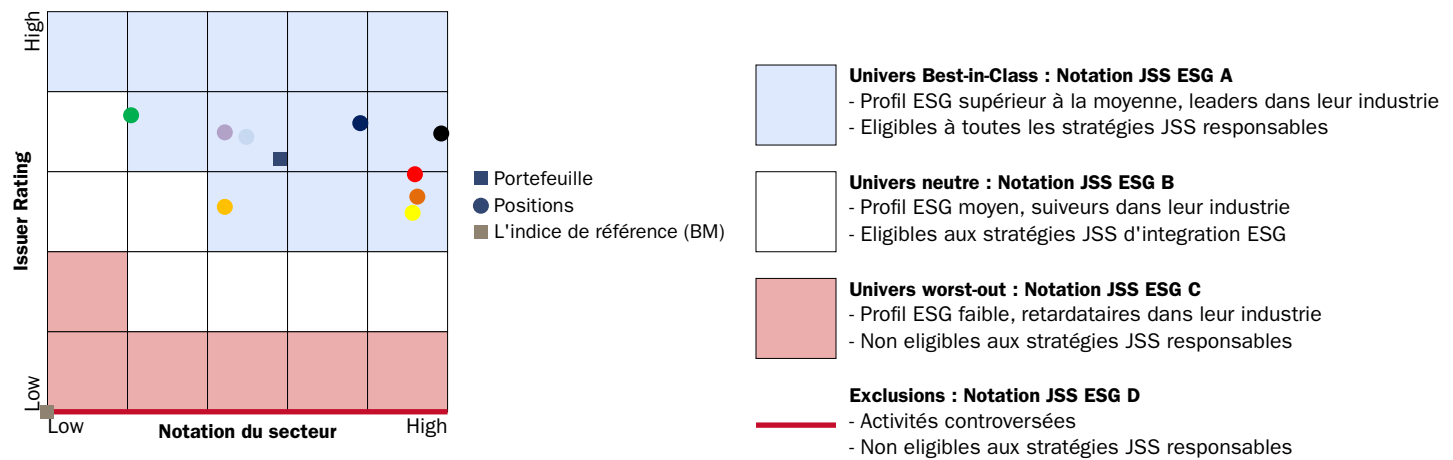 High
Issuer Rating
Low
Low
Notation du secteur
High
Portefeuille
Positions
L'indice de référence (BM)
Univers Best-in-Class : Notation JSS ESG A
- Profil ESG supérieur à la moyenne, leaders dans leur industrie
- Eligibles à toutes les stratégies JSS responsables
Univers neutre : Notation JSS ESG B
- Profil ESG moyen, suiveurs dans leur industrie
- Eligibles aux stratégies JSS d'integration ESG
Univers worst-out : Notation JSS ESG C
- Profil ESG faible, retardataires dans leur industrie
- Non eligibles aux stratégies JSS responsables
Exclusions : Notation JSS ESG D
- Activités controversées
- Non eligibles aux stratégies JSS responsables